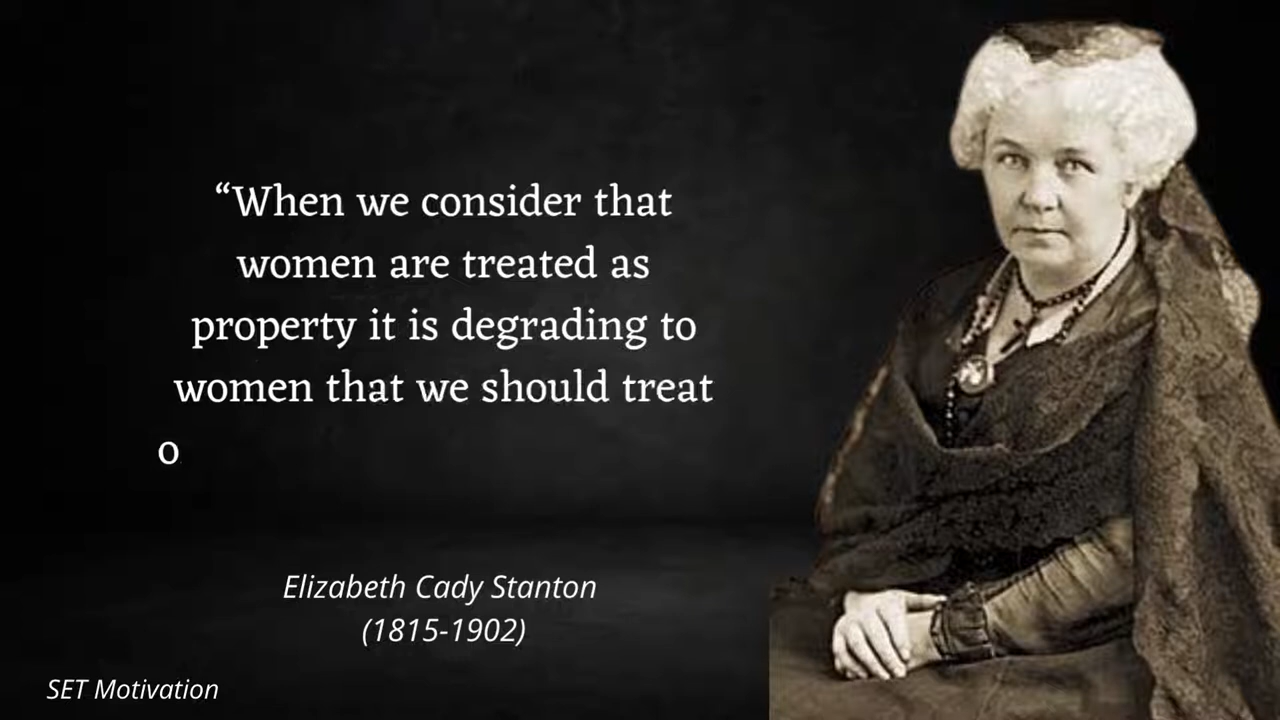 “When we consider that
women are treated as
property it is degrading to
women that we should treat
o
Elizabeth Cady Stanton
(1815-1902)
SET Motivation